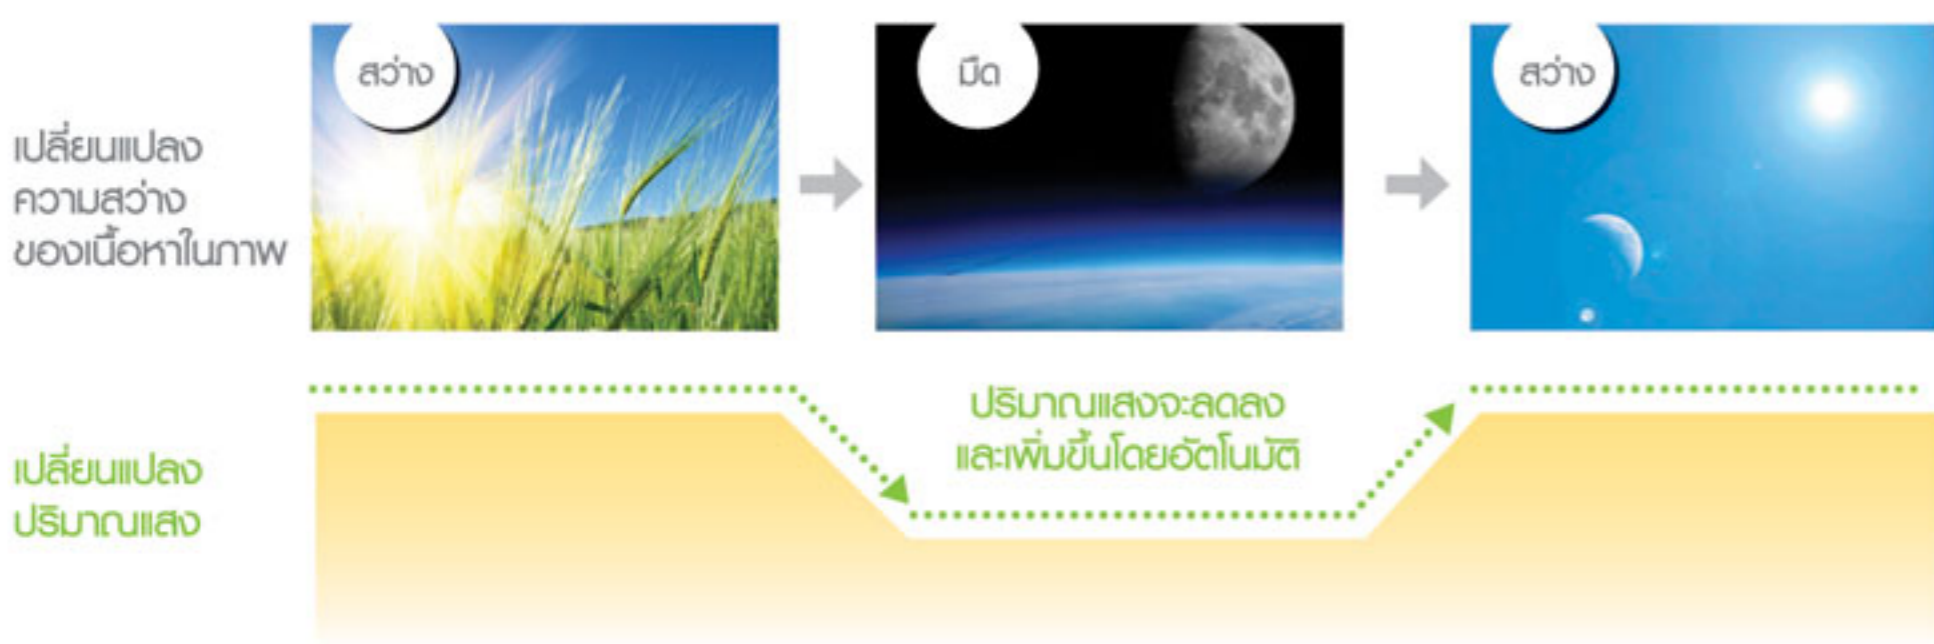 สว่าง
มืด
สว่าง
เปลี่ยนแปลง
ความสว่าง
ของเนื้อหาในภาพ
ปริมาณแสงจะลดลง
และเพิ่มขึ้นโดยอัตโนมัติ
เปลี่ยนแปลง
ปริมาณแสง